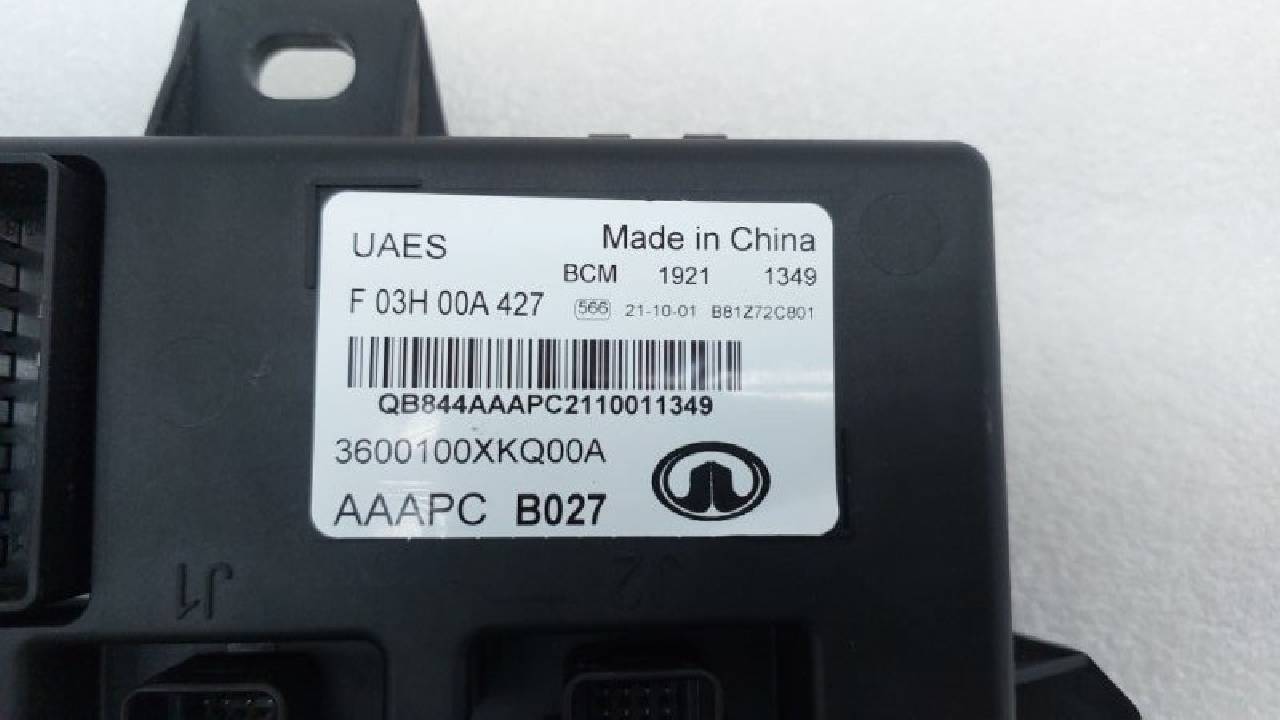 UAES
Made in China
BCM 1921 1349
F 03H 00A 427 566 21-10-01 B81Z72C801
QB844AAAPC2110011349
3600100XKQ00A
AAAPC B027
J1
J2